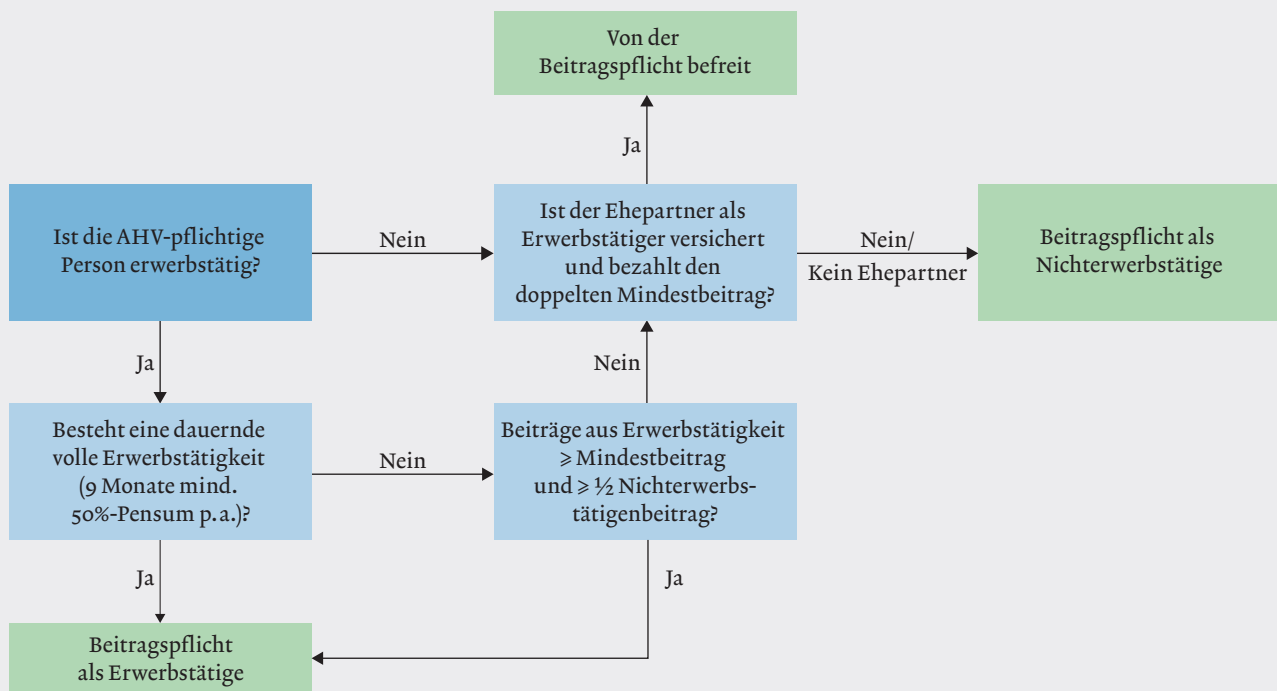 Von der
Beitragspflicht befreit
Ja
Ist die AHV-pflichtige
Person erwerbstätig?
Nein
Ist der Ehepartner als
Erwerbstätiger versichert
und bezahlt den
doppelten Mindestbeitrag?
Nein/
Kein Ehepartner
Beitragspflicht als
Nichterwerbstätige
Ja
Nein
Besteht eine dauernde
volle Erwerbstätigkeit
(9 Monate mind.
50%-Pensum p.a.)?
Nein
Beiträge aus Erwerbstätigkeit
⩾ Mindestbeitrag
und ⩾ ½ Nichterwerbs-
tätigenbeitrag?
Ja
Ja
Beitragspflicht
als Erwerbstätige